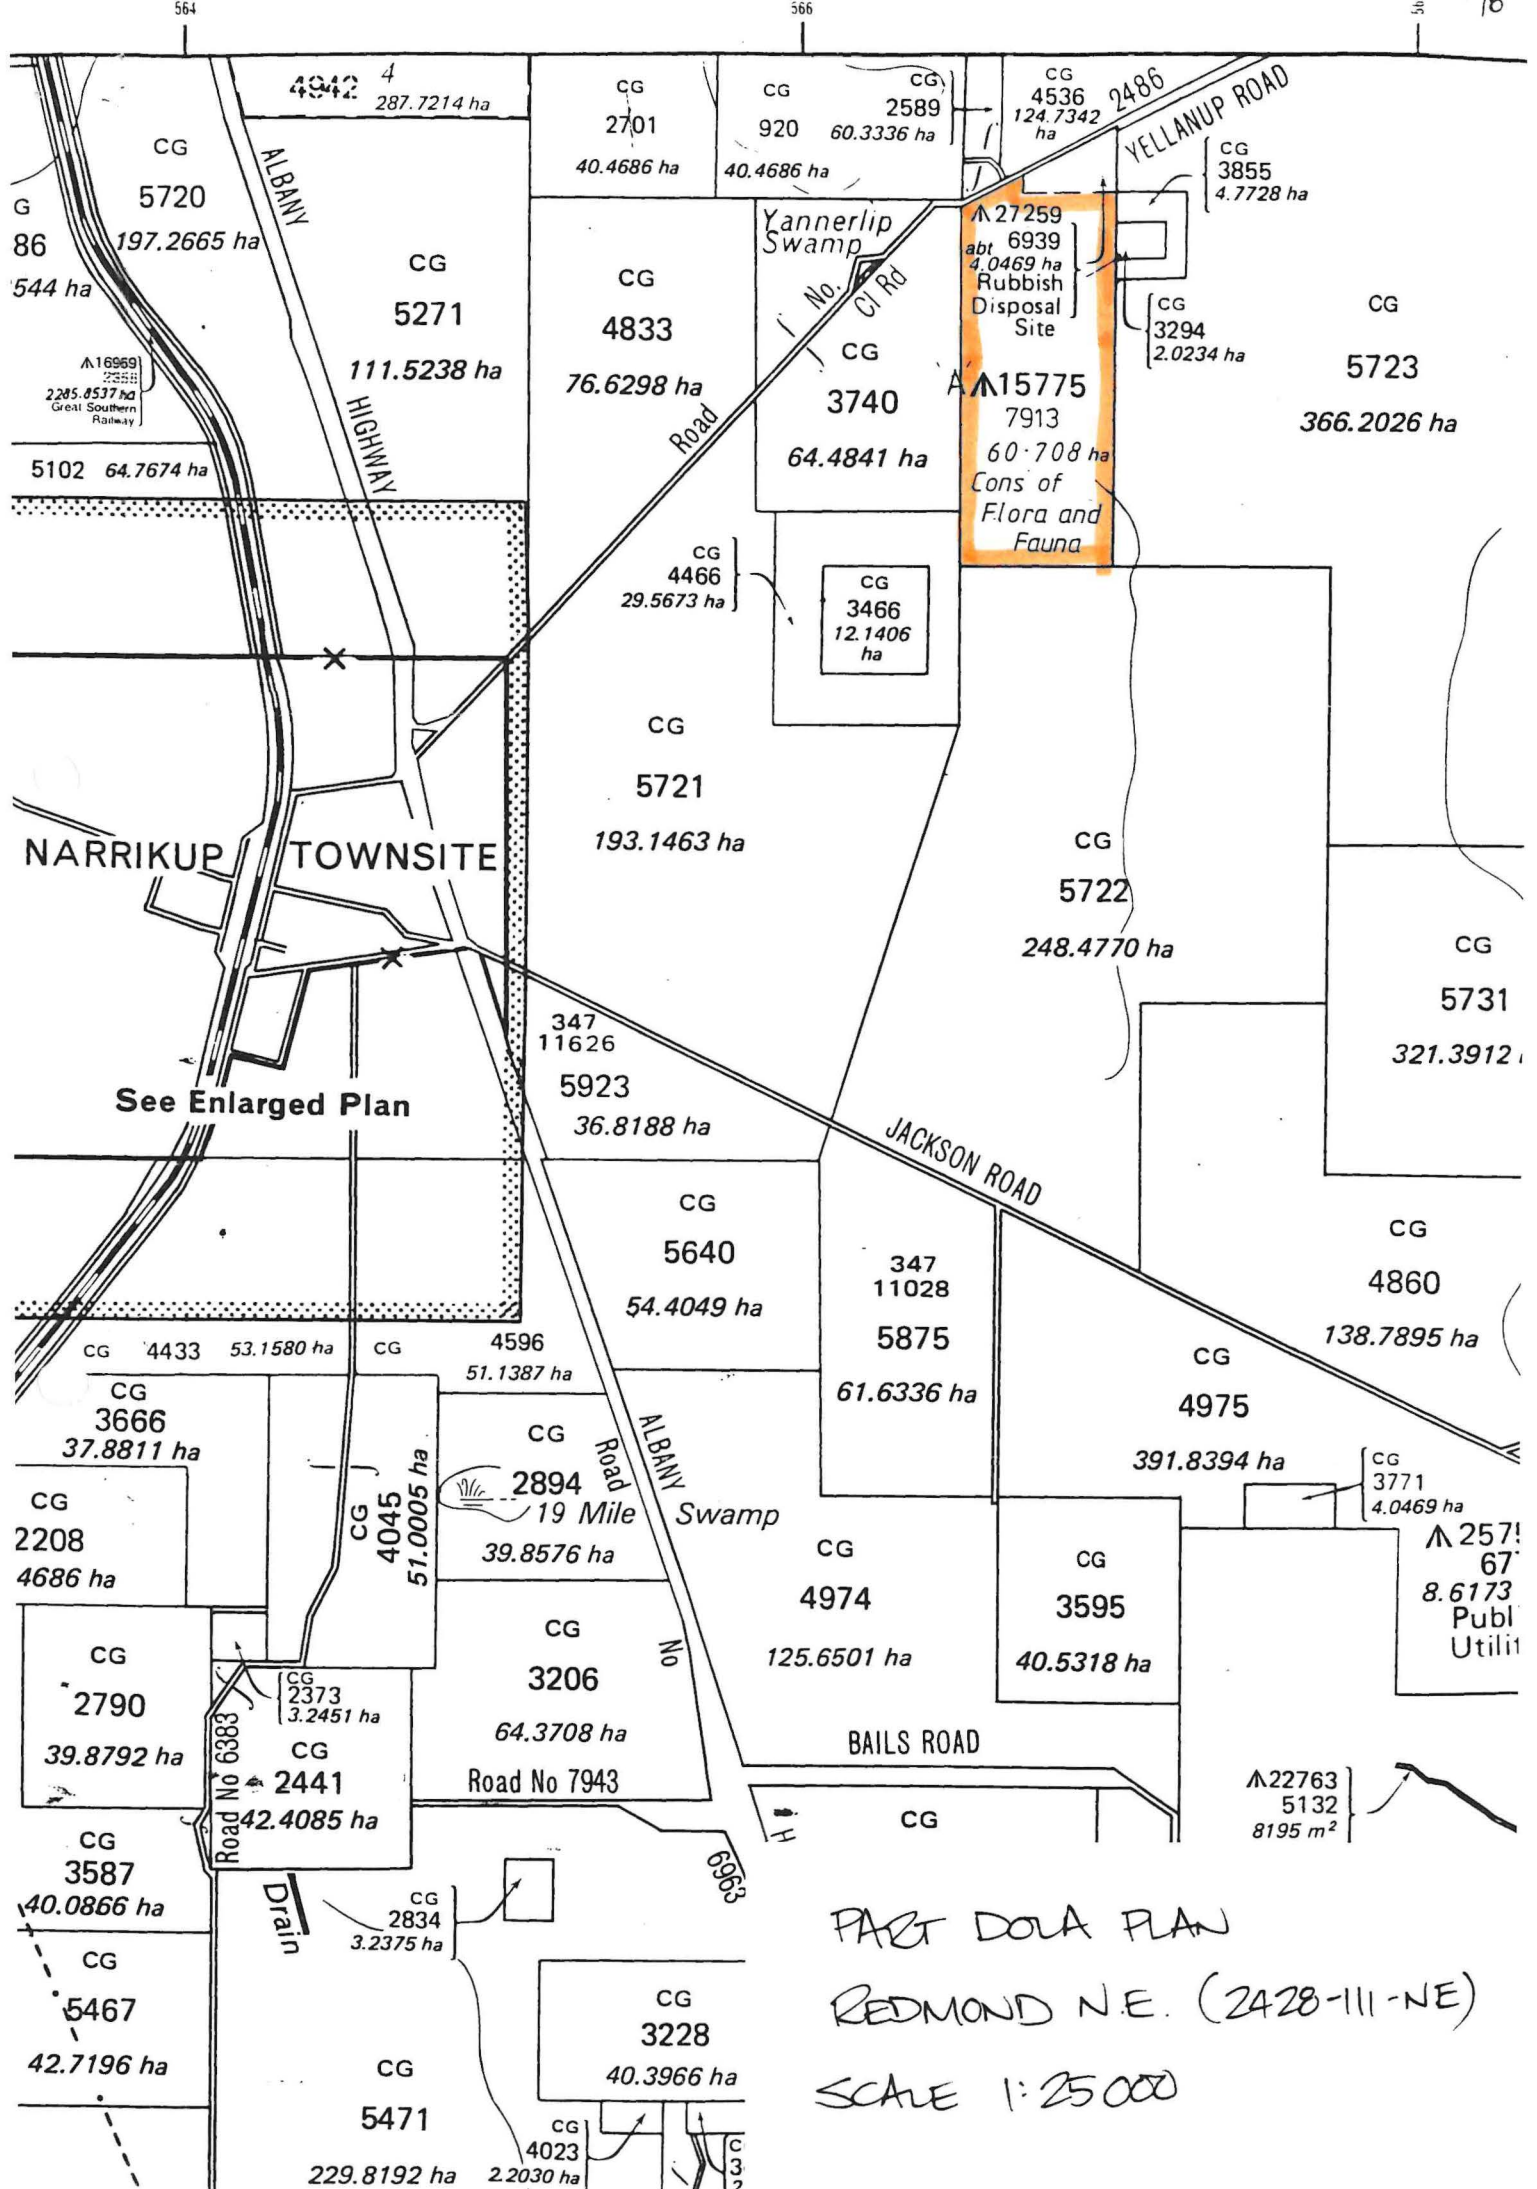 564
566
4942
4
287.7214 ha
CG
2701
40.4686 ha
CG
920
40.4686 ha
CG
2589
60.3336 ha
CG
4536
124.7342
ha
2486
YELLANUP ROAD
CG
3855
4.7728 ha
CG
5720
197.2665 ha
ALBANY
HIGHWAY
G
86
544 ha
16969
2285.8537 ha
Great Southern
Railway
5102 64.7674 ha
CG
5271
111.5238 ha
CG
4833
76.6298 ha
Yannerlip
Swamp
Road
No.
CI Rd
CG
3740
64.4841 ha
27259
6939
abt
4.0469 ha
Rubbish
Disposal
Site
'A' 15775
7913
60.708 ha
Cons of
Flora and
Fauna
CG
3294
2.0234 ha
CG
5723
366.2026 ha
CG
4466
29.5673 ha
CG
3466
12.1406
ha
CG
5721
193.1463 ha
CG
5722
248.4770 ha
NARRIKUP TOWNSITE
CG
5731
321.3912
See Enlarged Plan
347
11626
5923
36.8188 ha
JACKSON ROAD
CG
5640
54.4049 ha
347
11028
5875
61.6336 ha
CG
4860
138.7895 ha
CG 4433 53.1580 ha
CG 4596
51.1387 ha
CG
4975
391.8394 ha
CG
3771
4.0469 ha
CG
3666
37.8811 ha
CG
2208
4686 ha
CG
4045
51.0005 ha
CG
2894
39.8576 ha
19 Mile Swamp
ALBANY
Road
No
CG
4974
125.6501 ha
CG
3595
40.5318 ha
257
67
8.6173
Publ
Utilit
CG
2790
39.8792 ha
CG
2373
3.2451 ha
Road No 6383
CG
2441
42.4085 ha
CG
3206
64.3708 ha
Road No 7943
BAILS ROAD
CG
H
6963
22763
5132
8195 m²
CG
3587
40.0866 ha
Drain
CG
2834
3.2375 ha
CG
5467
42.7196 ha
CG
5471
229.8192 ha
CG
3228
40.3966 ha
CG
4023
2.2030 ha
C
3
2
PART DOLA PLAN
REDMOND N.E. (2428-111-NE)
SCALE 1:25000